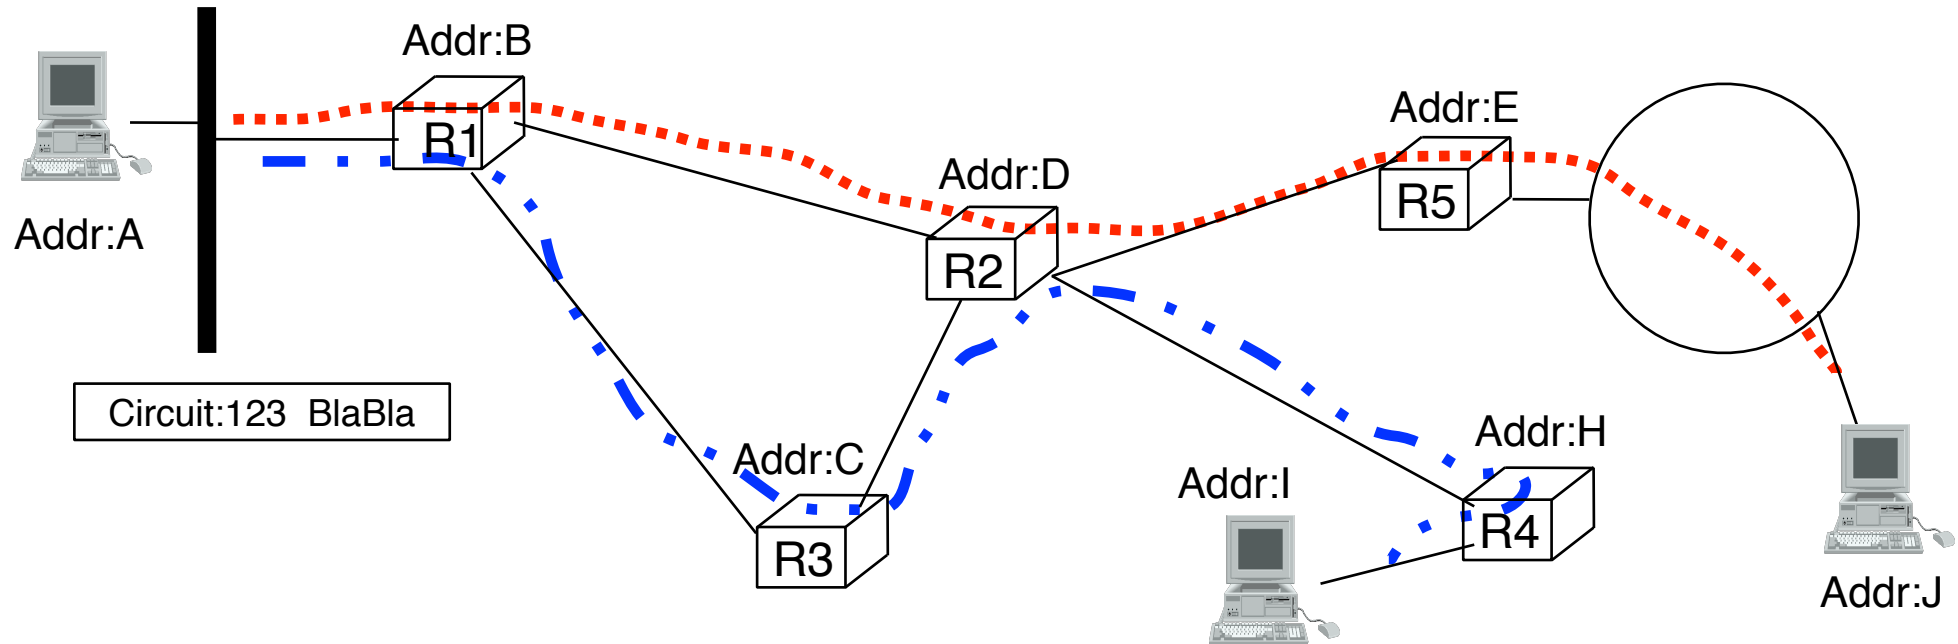 Addr:B
R1
Addr:A
Circuit:123  BlaBla
Addr:D
R2
Addr:E
R5
Addr:C
R3
Addr:H
R4
Addr:I
Addr:J